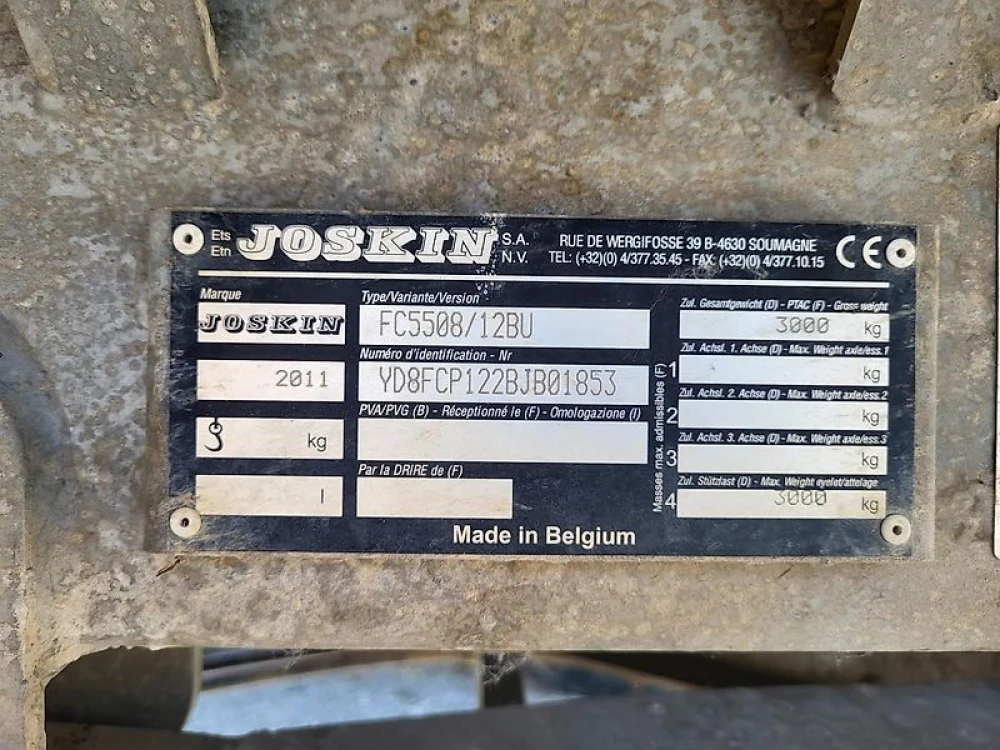 Ets
Etn
JOSKIN
S.A.
N.V.
RUE DE WERGIFOSSE 39 B-4630 SOUMAGNE
TEL: (+32)(0) 4/377.35.45 - FAX: (+32)(0) 4/377.10.15
CE
Marque
JOSKIN
2011
kg
l
Type/Variante/Version
FC5508/12BU
Numéro d'identification - Nr
YD8FCP122BJB01853
PVA/PVG (B) - Réceptionné le (F) - Omologazione (I)
Par la DRIRE de (F)
Masses max. admissibles (F)
Zul. Gesamtgewicht (D) - PTAC (F) - Gross weight
3000 kg
Zul. Achsl. 1. Achse (D) - Max. Weight axle/ess.1
1 kg
Zul. Achsl. 2. Achse (D) - Max. Weight axle/ess.2
2 kg
Zul. Achsl. 3. Achse (D) - Max. Weight axle/ess.3
3 kg
Zul. Stützlast (D) - Max. Weight eyelet/attelage
4 3000 kg
Made in Belgium